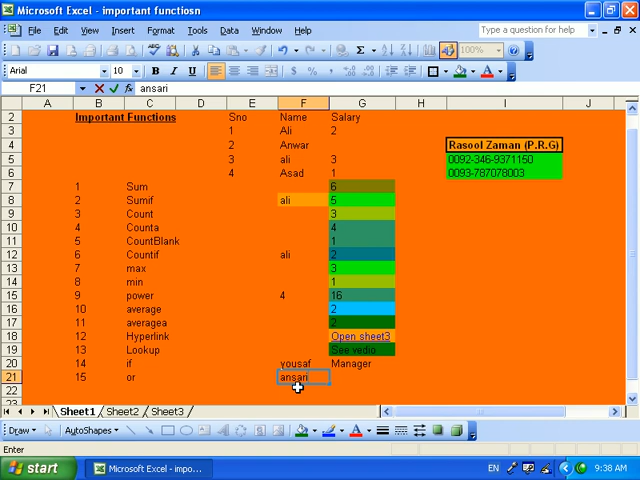 Microsoft Excel - important functiosn
File Edit View Insert Format Tools Data Window Help
Type a question for help
100%
Arial 10 B I U
F21 ansari
A B C D E F G H I J
2 Important Functions Sno Name Salary
3 1 Ali 2
4 2 Anwar Rasool Zaman (P.R.G)
5 3 ali 3 0092-346-9371150
6 4 Asad 1 0093-787078003
7 1 Sum 6
8 2 Sumif ali 5
9 3 Count 3
10 4 Counta 4
11 5 CountBlank 1
12 6 Countif ali 2
13 7 max 3
14 8 min 1
15 9 power 4 16
16 10 average 2
17 11 averagea 2
18 12 Hyperlink Open sheet3
19 13 Lookup See vedio
20 14 if yousaf Manager
21 15 or ansari
22
23
Sheet1 Sheet2 Sheet3
Draw AutoShapes
Enter
start Microsoft Excel - impo... EN 9:38 AM